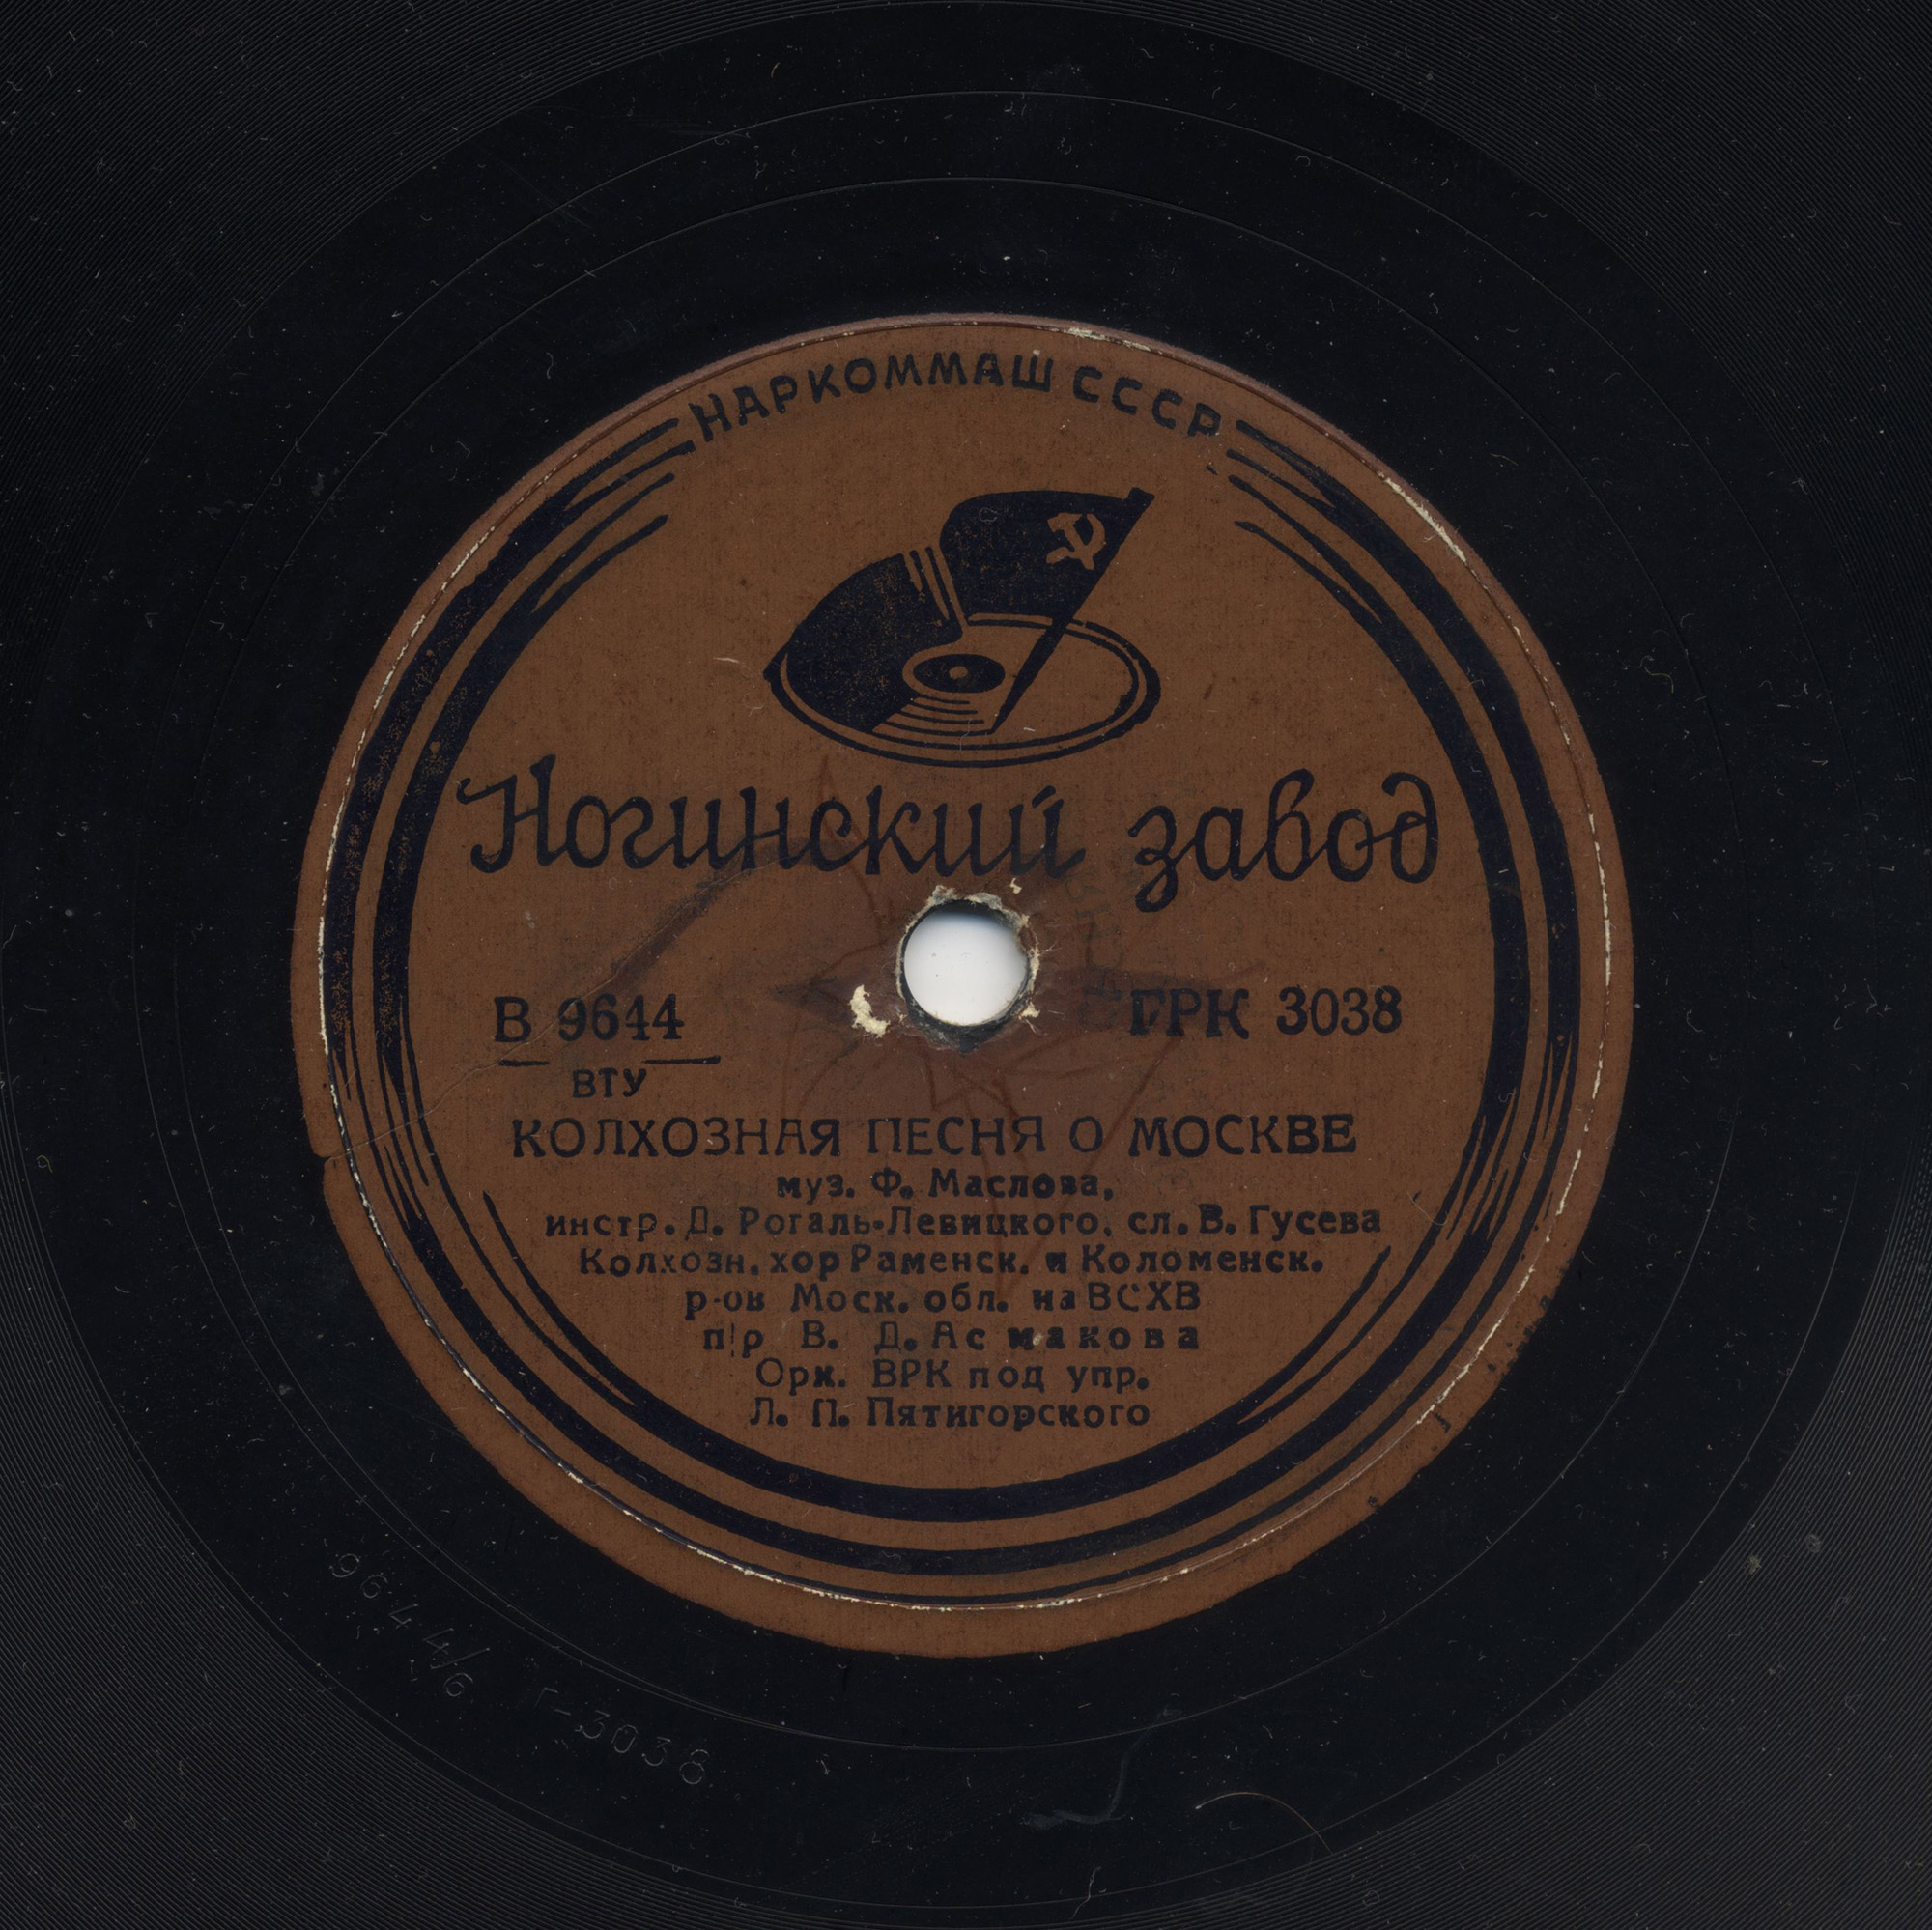 НАРКОММАШ СССР
Ногинский завод
В 9644 ГРК 3038
ВТУ
КОЛХОЗНАЯ ПЕСНЯ О МОСКВЕ
муз. Ф. Маслова,
инстр. Д. Рогаль-Левицкого, сл. В. Гусева
Колхозн. хор Раменск. и Коломенск.
р-ов Моск. обл. на ВСХВ
п/р В. Д. Асмакова
Орк. ВРК под упр.
Л. П. Пятигорского
9644/6 Г-3038